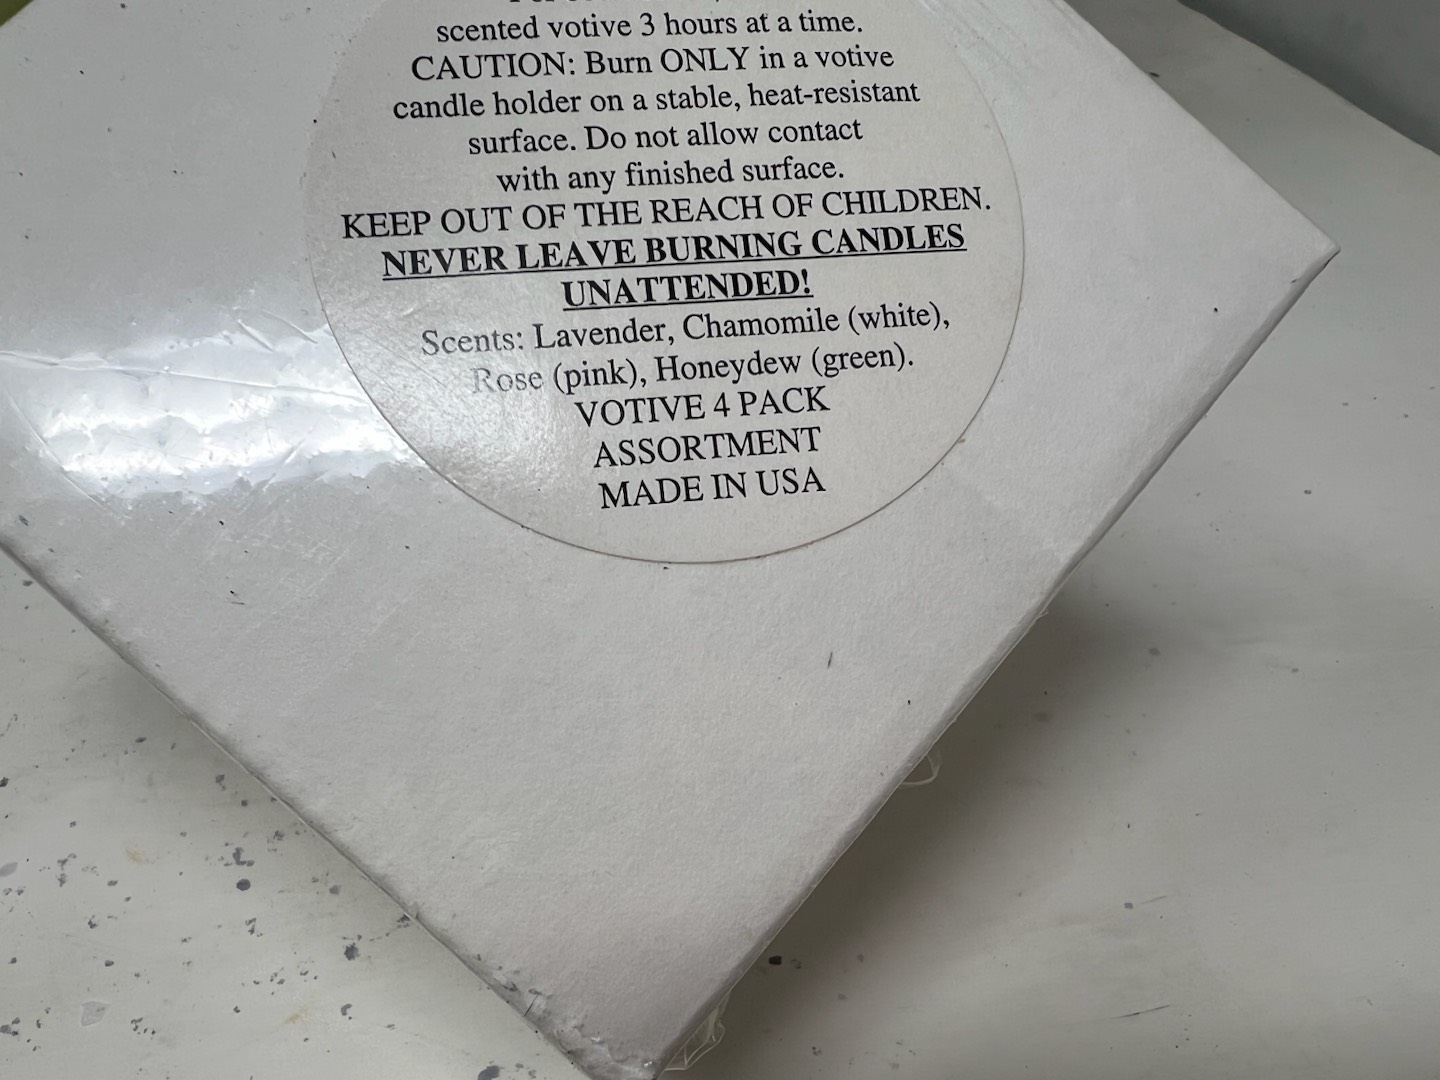 scented votive 3 hours at a time.
CAUTION: Burn ONLY in a votive
candle holder on a stable, heat-resistant
surface. Do not allow contact
with any finished surface.
KEEP OUT OF THE REACH OF CHILDREN.
NEVER LEAVE BURNING CANDLES
UNATTENDED!
Scents: Lavender, Chamomile (white),
Rose (pink), Honeydew (green).
VOTIVE 4 PACK
ASSORTMENT
MADE IN USA